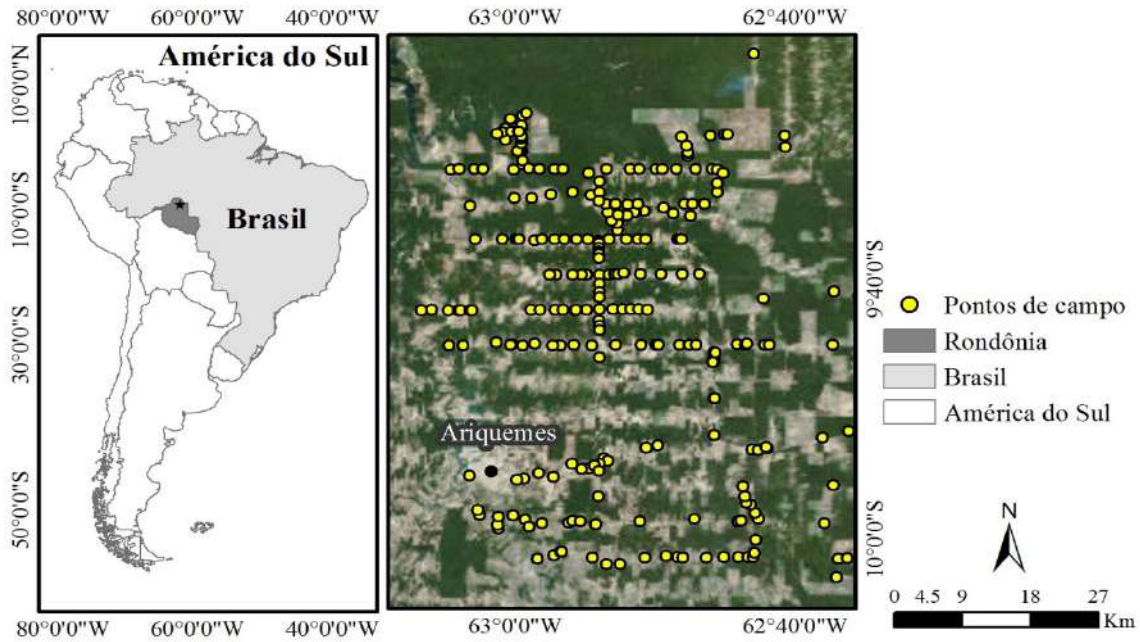 80°0'0"W 60°0'0"W 40°0'0"W
63°0'0"W 62°40'0"W
América do Sul
10°0'0"N
10°0'0"S
30°0'0"S
50°0'0"S
Brasil
Ariquemes
9°40'0"S
10°0'0"S
Pontos de campo
Rondônia
Brasil
América do Sul
N
0 4.5 9 18 27
Km
80°0'0"W 60°0'0"W 40°0'0"W
63°0'0"W 62°40'0"W